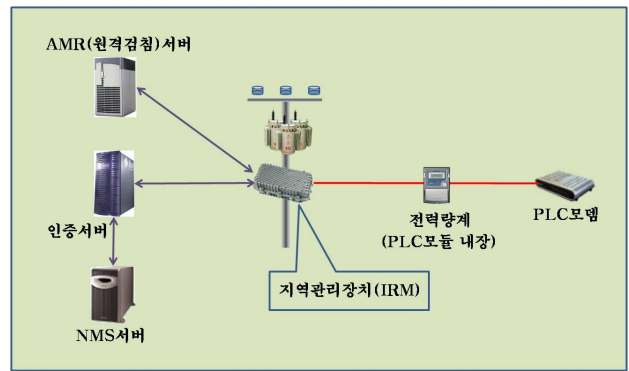 AMR(원격검침)서버
인증서버
NMS서버
지역관리장치(IRM)
전력량계
(PLC모듈 내장)
PLC모뎀